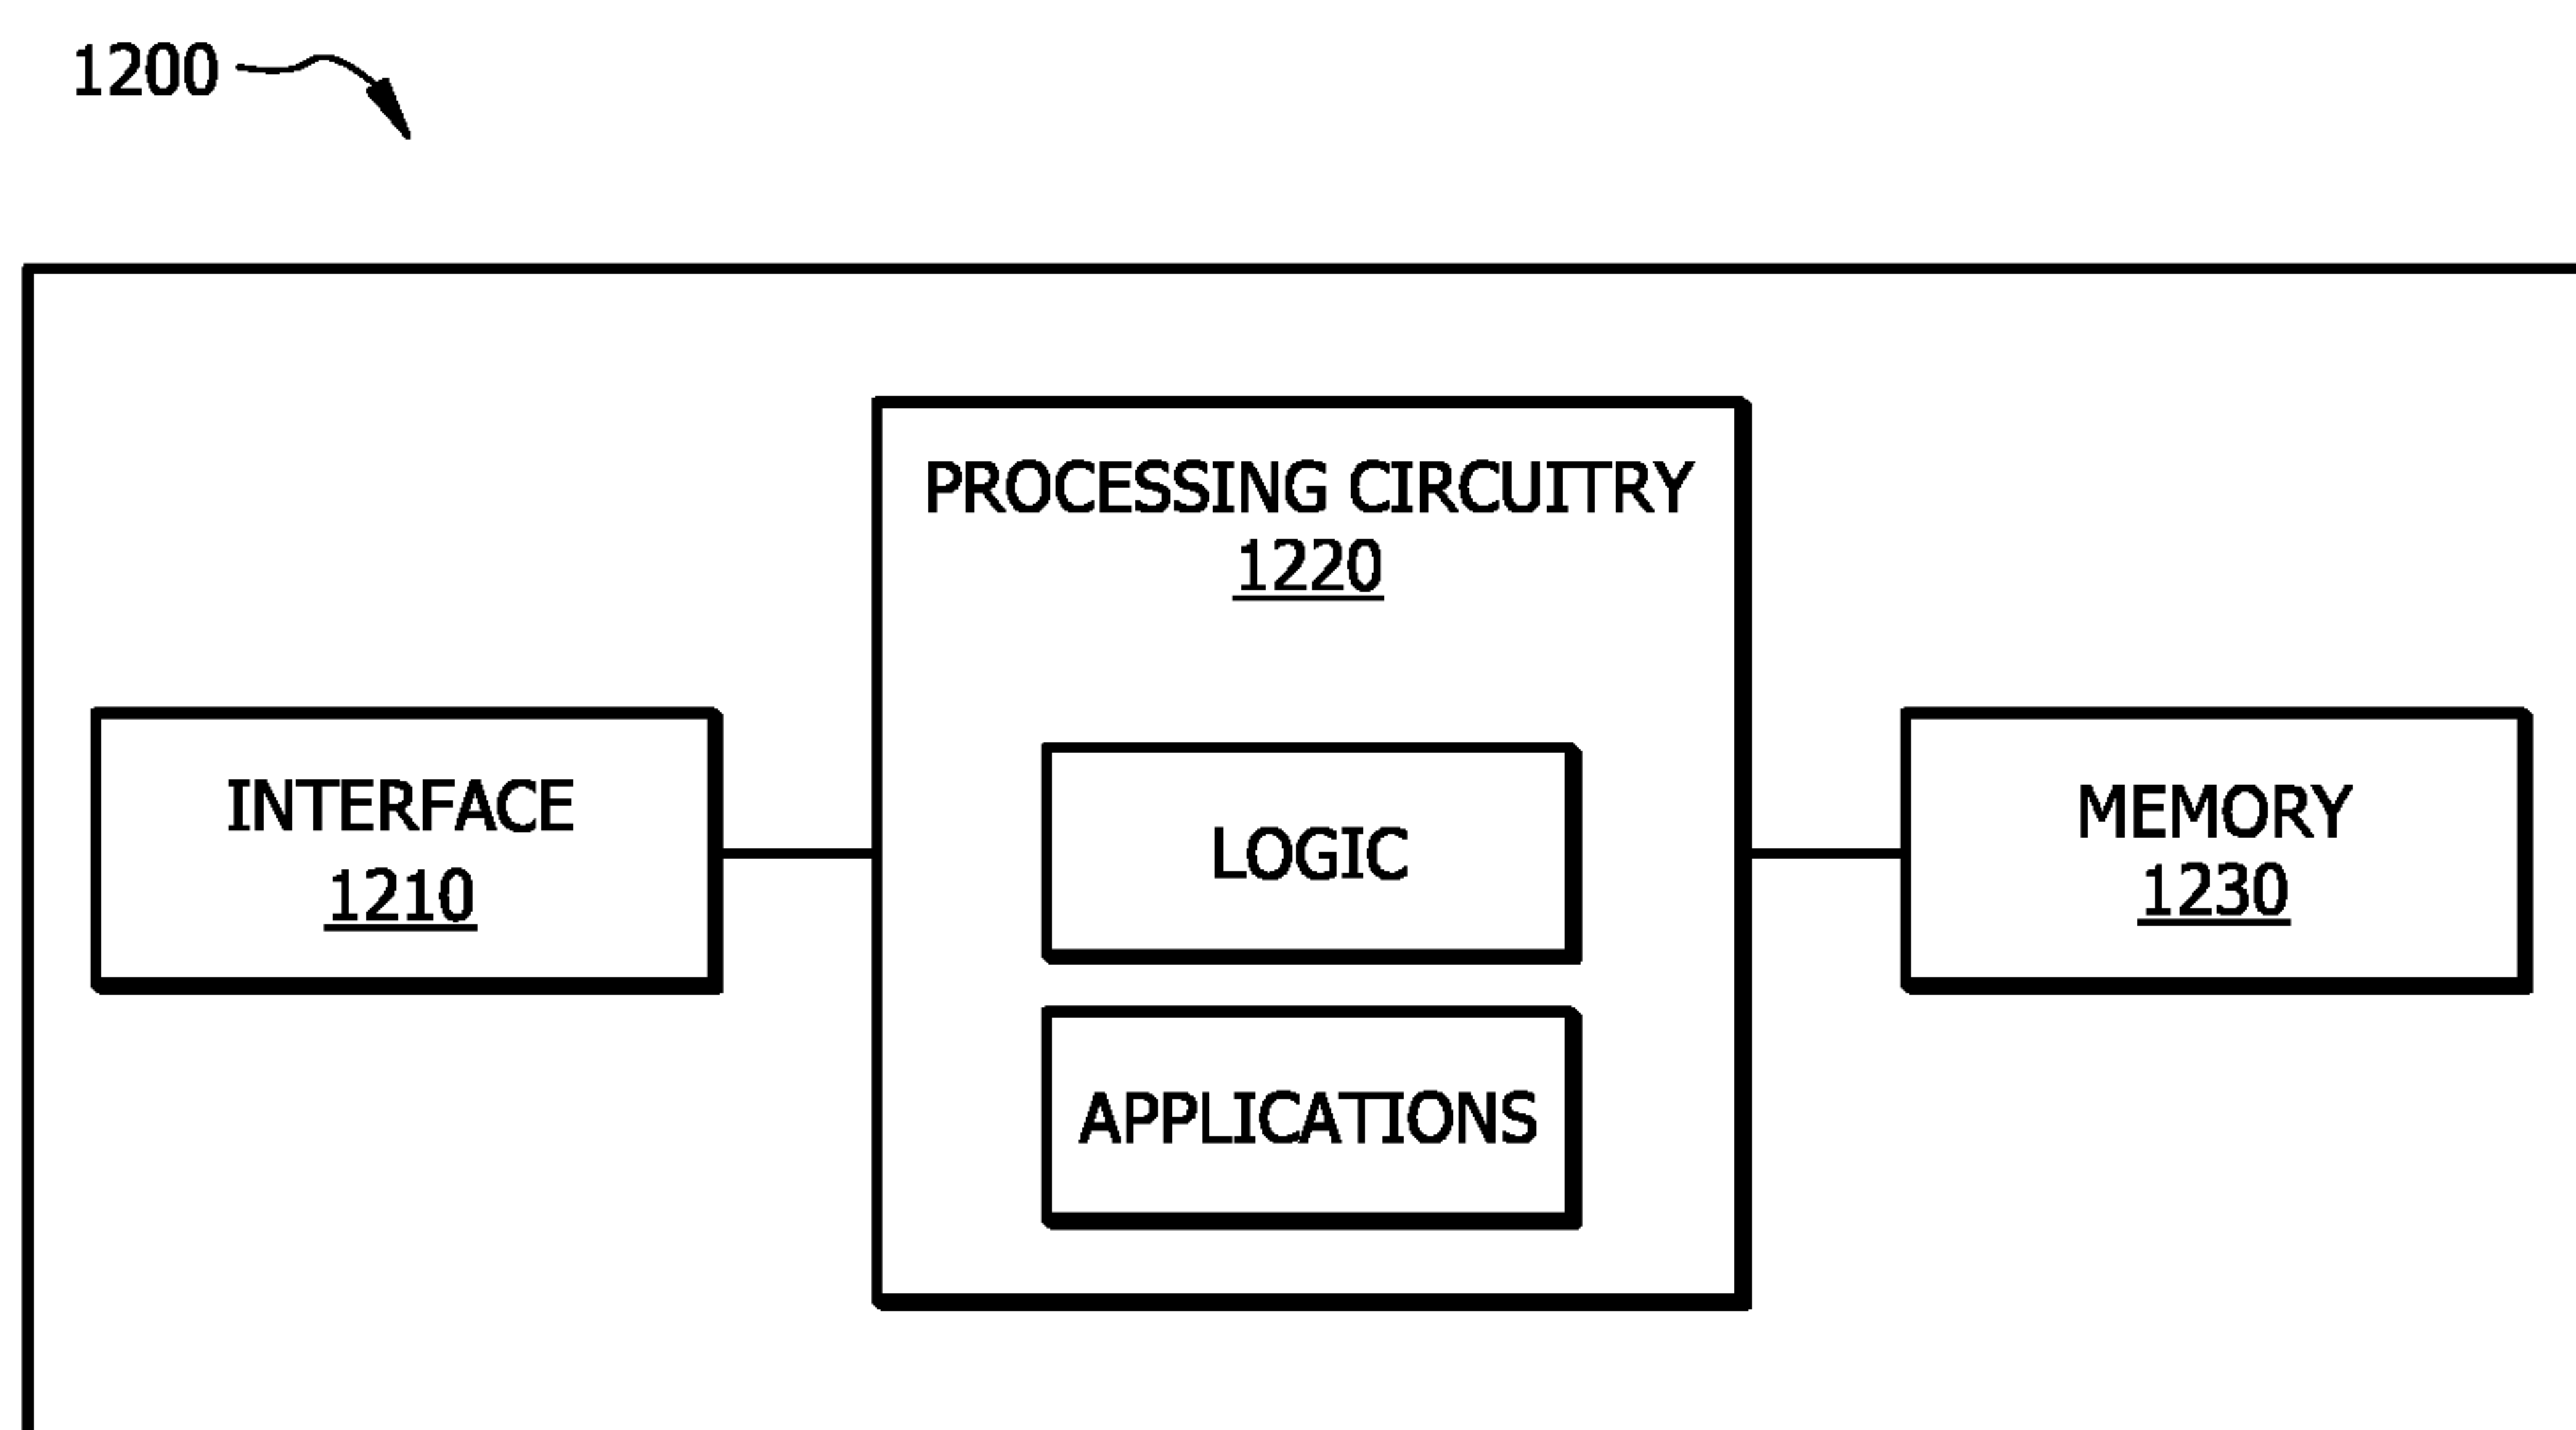 1200
PROCESSING CIRCUITRY
1220
INTERFACE
1210
LOGIC
APPLICATIONS
MEMORY
1230